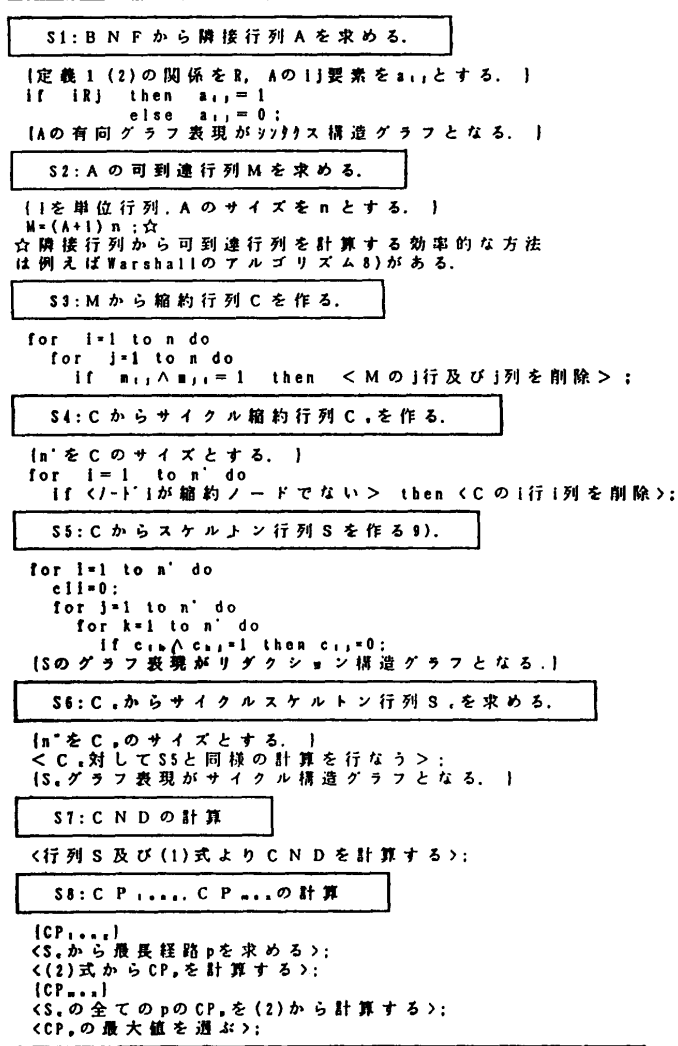 S1:BNFから隣接行列Aを求める.
{定義1(2)の関係をR, Aのij要素をaijとする. }
if iRj then aij=1
else aij=0;
{Aの有向グラフ表現がシンタクス構造グラフとなる. }
S2:Aの可到達行列Mを求める.
{Iを単位行列.Aのサイズをnとする. }
M=(A+I)n ;☆
☆隣接行列から可到達行列を計算する効率的な方法
は例えばWarshallのアルゴリズム8)がある.
S3:Mから縮約行列Cを作る.
for i=1 to n do
for j=1 to n do
if mij∧mji=1 then <Mのj行及びj列を削除> ;
S4:Cからサイクル縮約行列Cを作る.
{n'をCのサイズとする. }
for i=1 to n' do
if <ノードiが縮約ノードでない> then <Cのi行i列を削除>;
S5:CからスケルトンS行列Sを作る9).
for i=1 to n' do
cii=0;
for j=1 to n' do
for k=1 to n' do
if cik∧ckj=1 then cij=0;
{Sのグラフ表現がリダクション構造グラフとなる.}
S6:C からサイクルスケルトン行列S を求める.
{n"をC のサイズとする. }
<C 対してS5と同様の計算を行なう>;
{S グラフ表現がサイクル構造グラフとなる. }
S7:CNDの計算
<行列S及び(1)式よりCNDを計算する>;
S8:CPlong, CPmaxの計算
{CPlong}
<S から最長経路pを求める>;
<(2)式からCPpを計算する>;
{CPmax}
<S の全てのpのCPpを(2)から計算する>;
<CPpの最大値を選ぶ>;